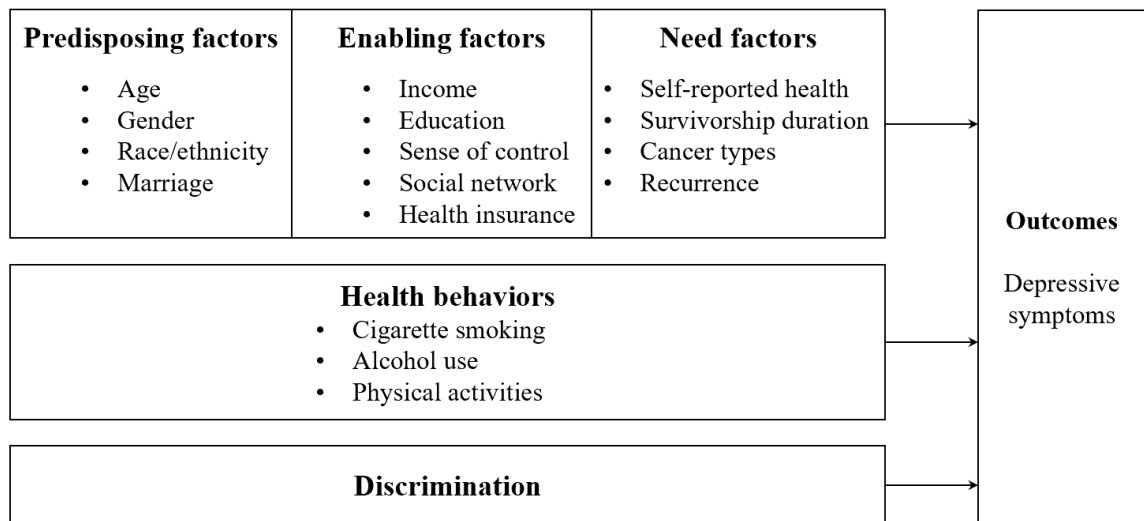 Predisposing factors
• Age
• Gender
• Race/ethnicity
• Marriage
Enabling factors
• Income
• Education
• Sense of control
• Social network
• Health insurance
Need factors
• Self-reported health
• Survivorship duration
• Cancer types
• Recurrence
Health behaviors
• Cigarette smoking
• Alcohol use
• Physical activities
Discrimination
Outcomes
Depressive
symptoms